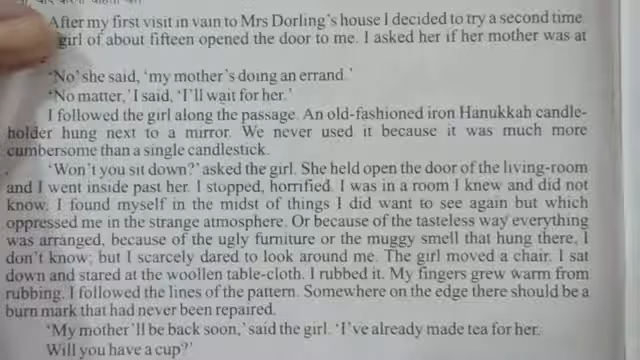 After my first visit in vain to Mrs Dorling's house I decided to try a second time.
girl of about fifteen opened the door to me. I asked her if her mother was at
'No' she said, 'my mother's doing an errand.'
'No matter,' I said, 'I'll wait for her.'
I followed the girl along the passage. An old-fashioned iron Hanukkah candle-
holder hung next to a mirror. We never used it because it was much more
cumbersome than a single candlestick.
'Won't you sit down?' asked the girl. She held open the door of the living-room
and I went inside past her. I stopped, horrified. I was in a room I knew and did not
know. I found myself in the midst of things I did want to see again but which
oppressed me in the strange atmosphere. Or because of the tasteless way everything
was arranged, because of the ugly furniture or the muggy smell that hung there, I
don't know; but I scarcely dared to look around me. The girl moved a chair. I sat
down and stared at the woollen table-cloth. I rubbed it. My fingers grew warm from
rubbing. I followed the lines of the pattern. Somewhere on the edge there should be a
burn mark that had never been repaired.
'My mother'll be back soon,' said the girl. 'I've already made tea for her.
Will you have a cup?'